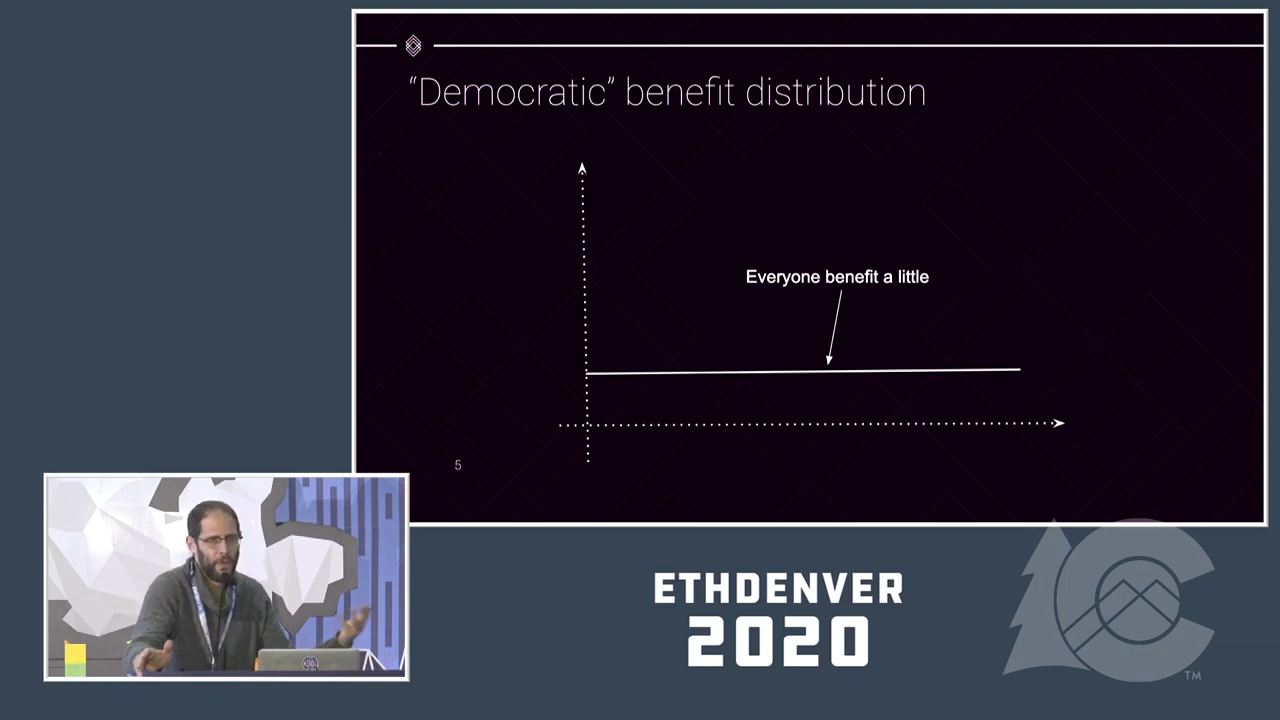 “Democratic” benefit distribution
Everyone benefit a little
5
ETHDENVER
2020
TM